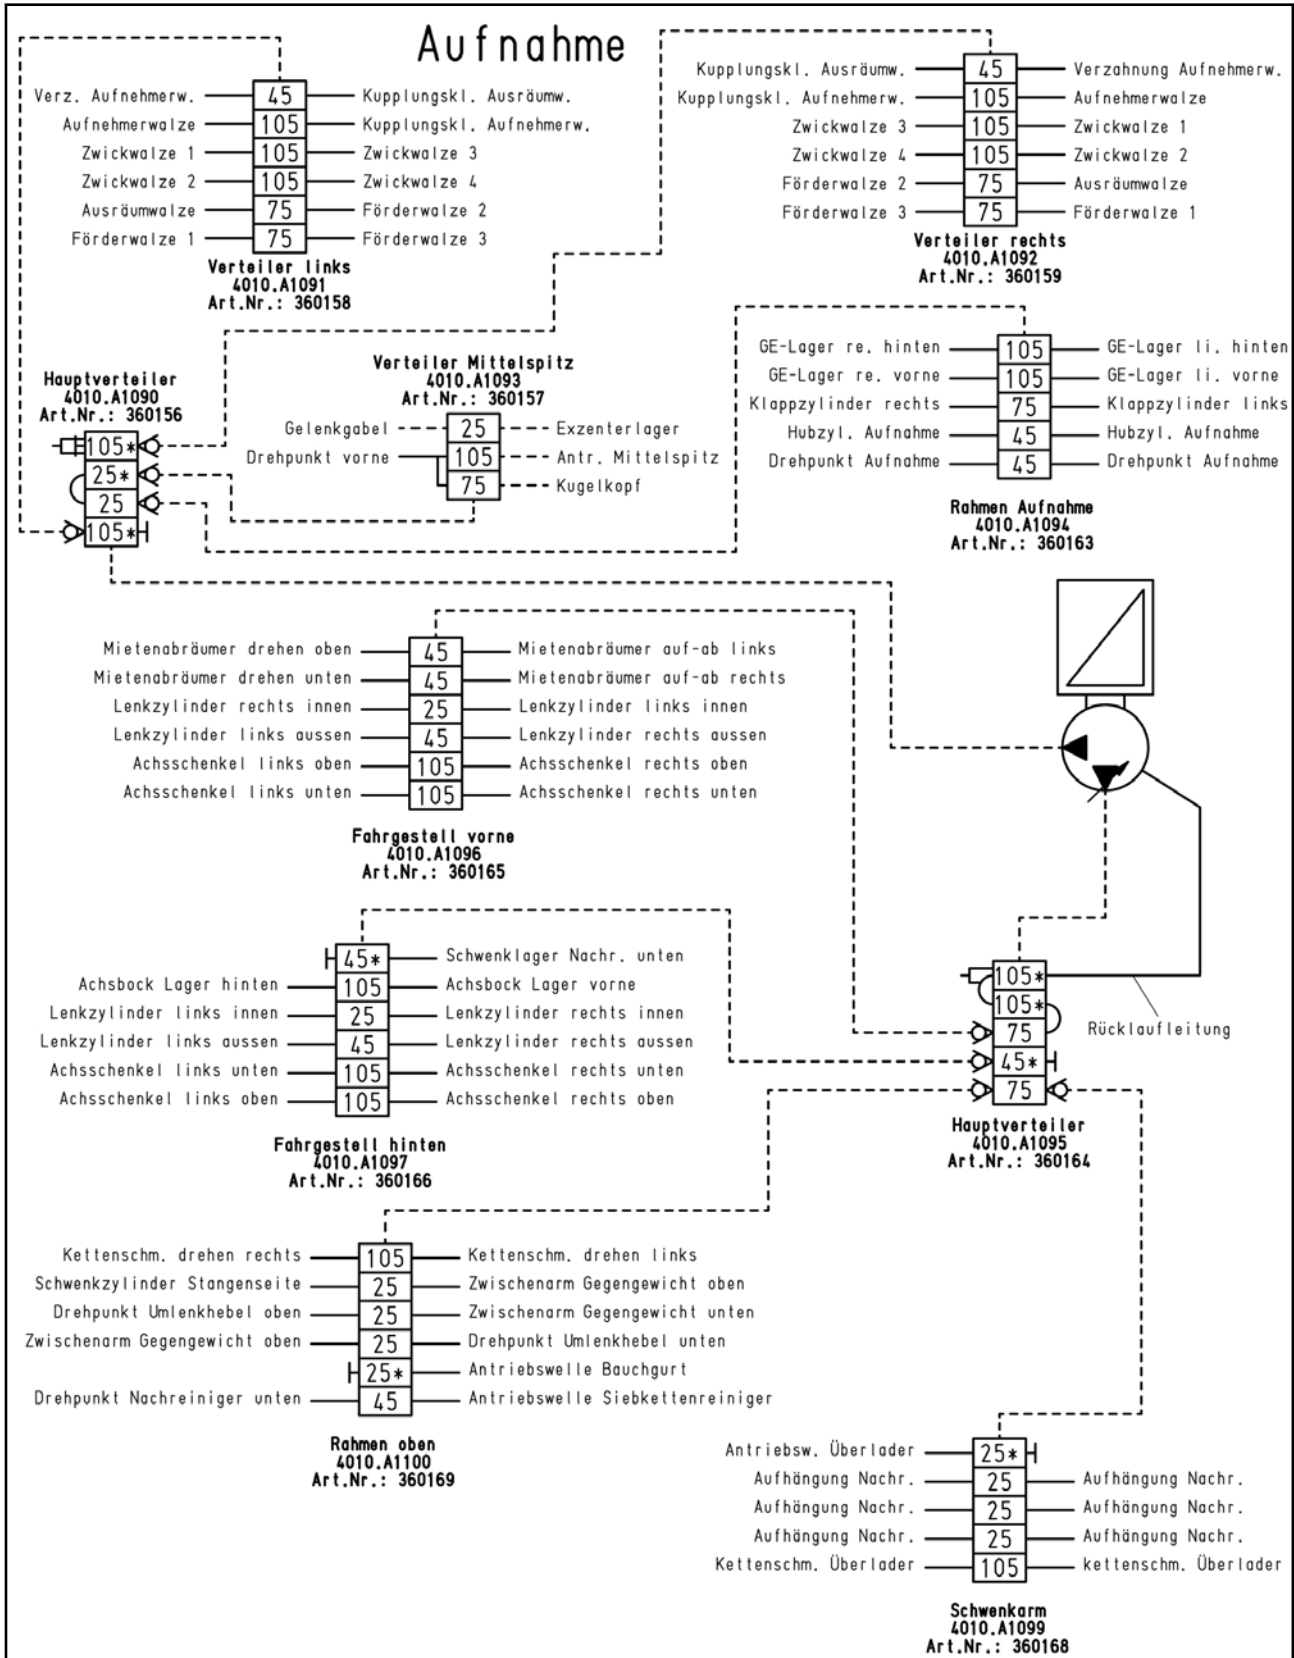 Aufnahme
Verz. Aufnehmerw. 45 Kupplungskl. Ausräumw.
Aufnehmerwalze 105 Kupplungskl. Aufnehmerw.
Zwickwalze 1 105 Zwickwalze 3
Zwickwalze 2 105 Zwickwalze 4
Ausräumwalze 75 Förderwalze 2
Förderwalze 1 75 Förderwalze 3
Verteiler links
4010.A1091
Art.Nr.: 360158
Kupplungskl. Ausräumw. 45 Verzahnung Aufnehmerw.
Kupplungskl. Aufnehmerw. 105 Aufnehmerwalze
Zwickwalze 3 105 Zwickwalze 1
Zwickwalze 4 105 Zwickwalze 2
Förderwalze 2 75 Ausräumwalze
Förderwalze 3 75 Förderwalze 1
Verteiler rechts
4010.A1092
Art.Nr.: 360159
Hauptverteiler
4010.A1090
Art.Nr.: 360156
105*
25*
25
105*
Verteiler Mittelspitz
4010.A1093
Art.Nr.: 360157
Gelenkgabel 25 Exzenterlager
Drehpunkt vorne 105 Antr. Mittelspitz
75 Kugelkopf
GE-Lager re. hinten 105 GE-Lager li. hinten
GE-Lager re. vorne 105 GE-Lager li. vorne
Klappzylinder rechts 75 Klappzylinder links
Hubzyl. Aufnahme 45 Hubzyl. Aufnahme
Drehpunkt Aufnahme 45 Drehpunkt Aufnahme
Rahmen Aufnahme
4010.A1094
Art.Nr.: 360163
Mietenabräumer drehen oben 45 Mietenabräumer auf-ab links
Mietenabräumer drehen unten 45 Mietenabräumer auf-ab rechts
Lenkzylinder rechts innen 25 Lenkzylinder links innen
Lenkzylinder links aussen 45 Lenkzylinder rechts aussen
Achsschenkel links oben 105 Achsschenkel rechts oben
Achsschenkel links unten 105 Achsschenkel rechts unten
Fahrgestell vorne
4010.A1096
Art.Nr.: 360165
45* Schwenklager Nachr. unten
Achsbock Lager hinten 105 Achsbock Lager vorne
Lenkzylinder links innen 25 Lenkzylinder rechts innen
Lenkzylinder links aussen 45 Lenkzylinder rechts aussen
Achsschenkel links unten 105 Achsschenkel rechts unten
Achsschenkel links oben 105 Achsschenkel rechts oben
Fahrgestell hinten
4010.A1097
Art.Nr.: 360166
105*
105*
75
45*
75
Rücklaufleitung
Hauptverteiler
4010.A1095
Art.Nr.: 360164
Kettenschm. drehen rechts 105 Kettenschm. drehen links
Schwenkzylinder Stangenseite 25 Zwischenarm Gegengewicht oben
Drehpunkt Umlenkhebel oben 25 Zwischenarm Gegengewicht unten
Zwischenarm Gegengewicht oben 25 Drehpunkt Umlenkhebel unten
25* Antriebswelle Bauchgurt
Drehpunkt Nachreiniger unten 45 Antriebswelle Siebkettenreiniger
Rahmen oben
4010.A1100
Art.Nr.: 360169
Antriebsw. Überlader 25*
Aufhängung Nachr. 25 Aufhängung Nachr.
Aufhängung Nachr. 25 Aufhängung Nachr.
Aufhängung Nachr. 25 Aufhängung Nachr.
Kettenschm. Überlader 105 kettenschm. Überlader
Schwenkarm
4010.A1099
Art.Nr.: 360168